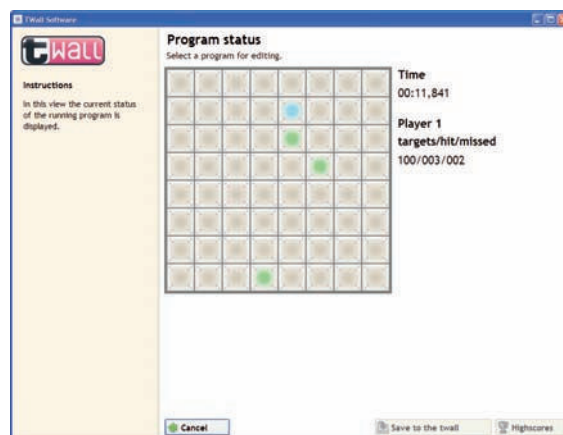 TWall Software
twall
Instructions
In this view the current status
of the running program is
displayed.
Program status
Select a program for editing.
Time
00:11,841
Player 1
targets/hit/missed
100/003/002
Cancel
Save to the twall
Highscores